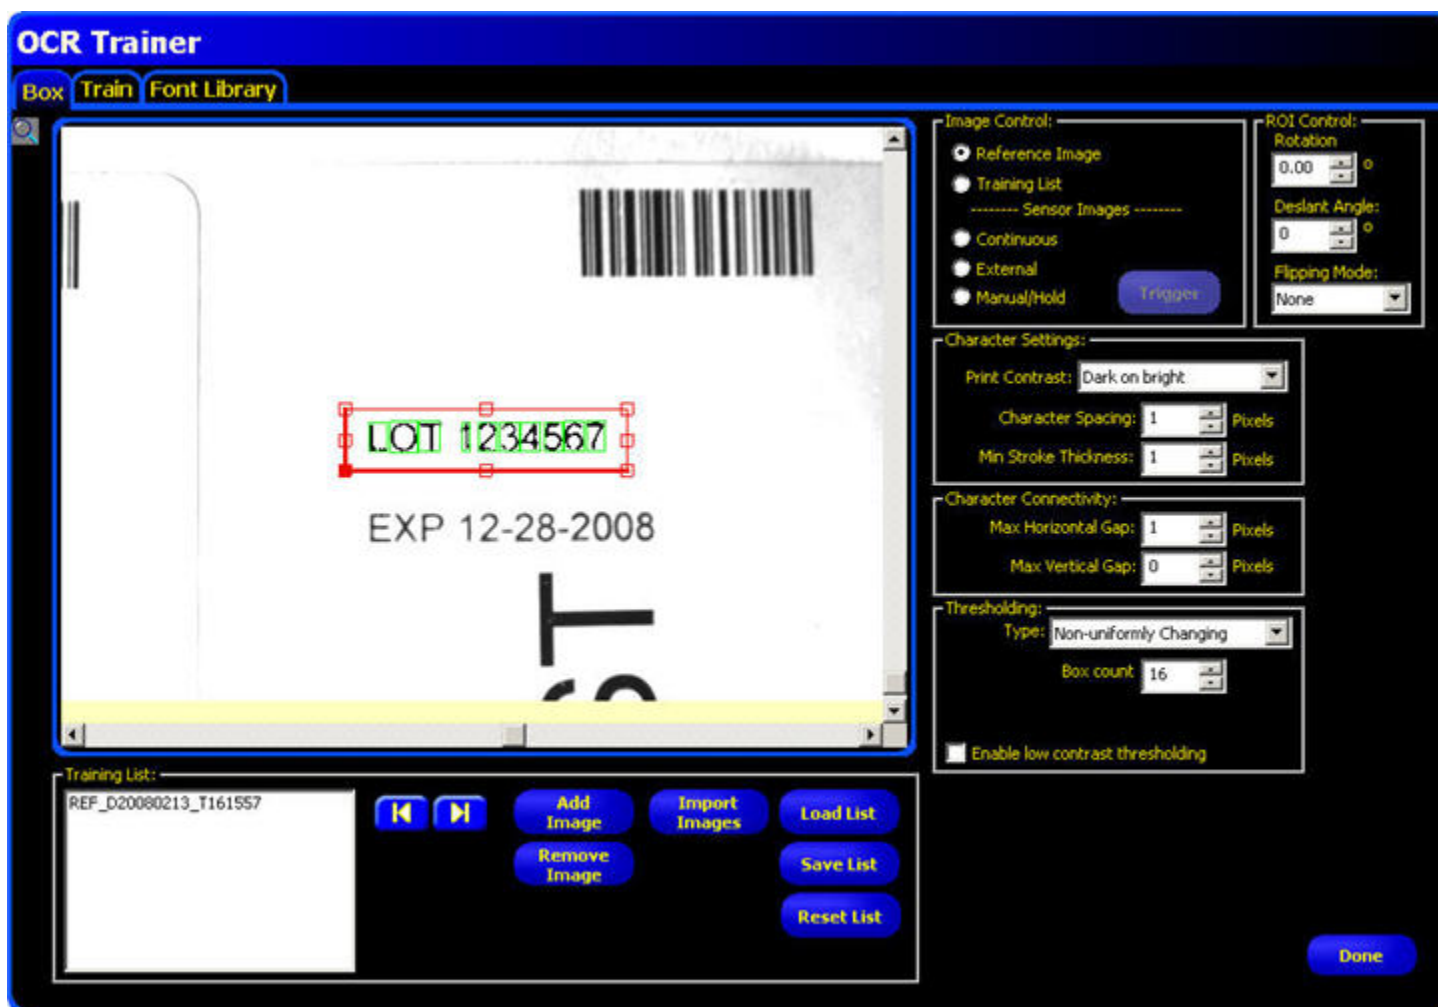 OCR Trainer
Box Train Font Library
Image Control:
Reference Image
Training List
-------- Sensor Images --------
Continuous
External
Manual/Hold
Trigger
ROI Control:
Rotation
0.00 °
Deslant Angle:
0 °
Flipping Mode:
None
Character Settings:
Print Contrast: Dark on bright
Character Spacing: 1 Pixels
Min Stroke Thickness: 1 Pixels
Character Connectivity:
Max Horizontal Gap: 1 Pixels
Max Vertical Gap: 0 Pixels
Thresholding:
Type: Non-uniformly Changing
Box count 16
Enable low contrast thresholding
LOT 1234567
EXP 12-28-2008
Training List:
REF_D20080213_T161557
Add Image
Import Images
Load List
Remove Image
Save List
Reset List
Done